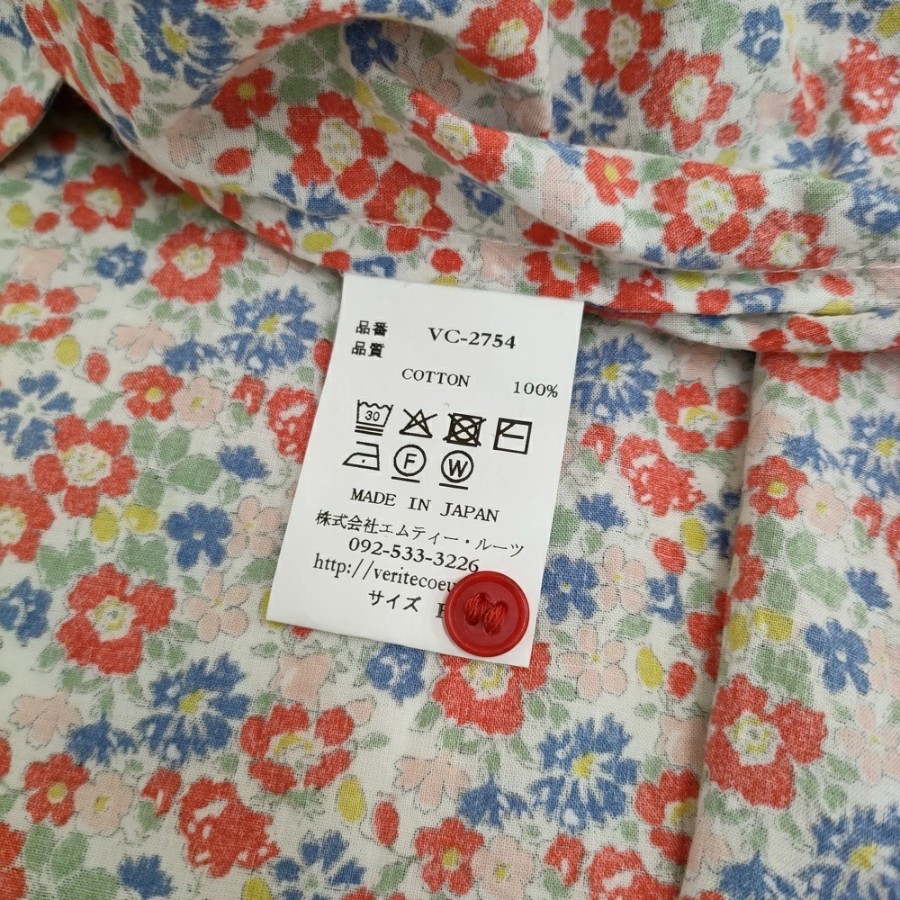 品番 VC-2754
品質
COTTON 100%
30
F W
MADE IN JAPAN
株式会社エムティー・ルーツ
092-533-3226
http://veritecoeu
サイズ